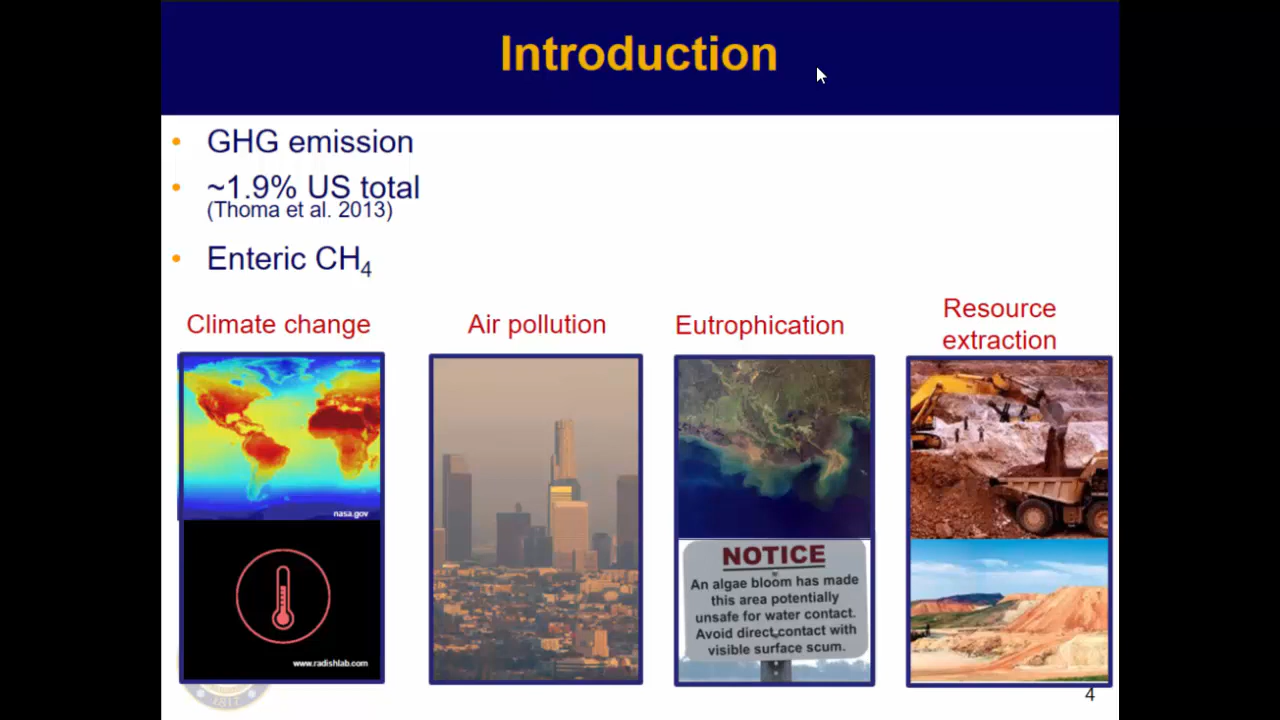 Introduction
• GHG emission
• ~1.9% US total
(Thoma et al. 2013)
• Enteric CH₄
Climate change
Air pollution
Eutrophication
Resource
extraction
nasa.gov
www.radishlab.com
NOTICE
An algae bloom has made
this area potentially
unsafe for water contact.
Avoid direct contact with
visible surface scum.
1817
4